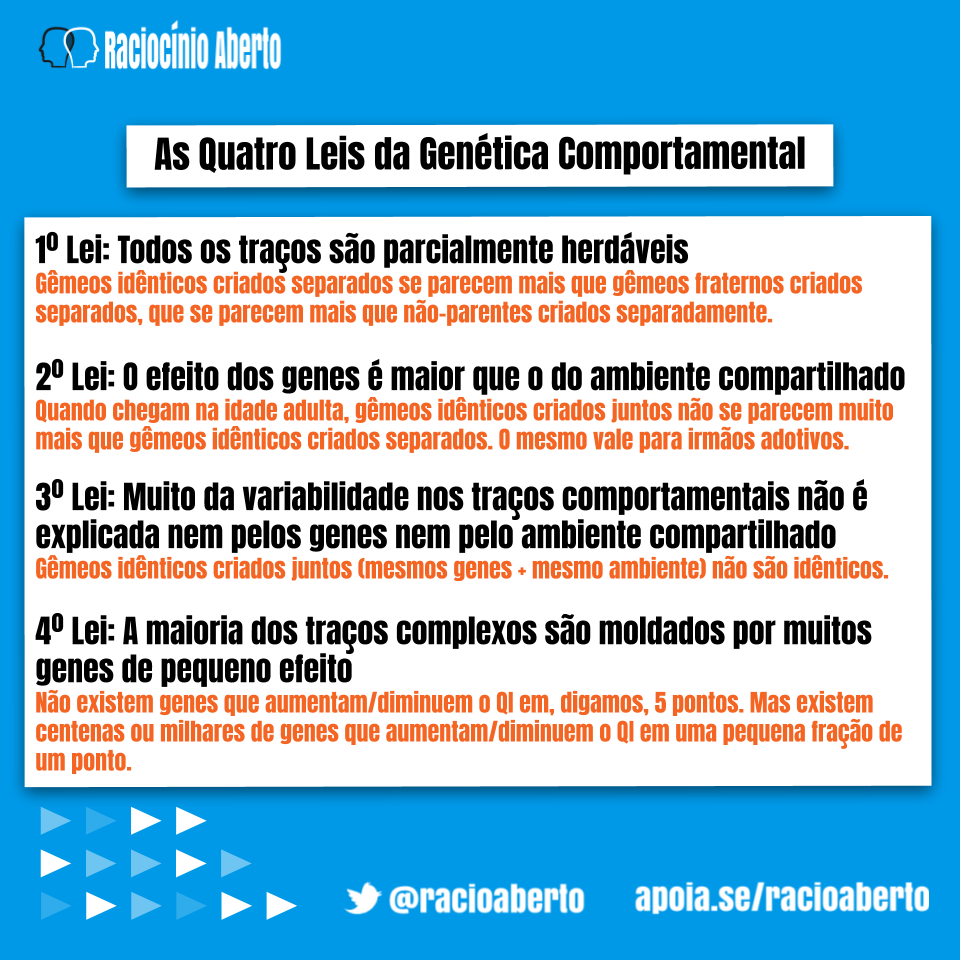 Raciocínio Aberto
As Quatro Leis da Genética Comportamental
1º Lei: Todos os traços são parcialmente herdáveis
Gêmeos idênticos criados separados se parecem mais que gêmeos fraternos criados
separados, que se parecem mais que não-parentes criados separadamente.
2º Lei: O efeito dos genes é maior que o do ambiente compartilhado
Quando chegam na idade adulta, gêmeos idênticos criados juntos não se parecem muito
mais que gêmeos idênticos criados separados. O mesmo vale para irmãos adotivos.
3º Lei: Muito da variabilidade nos traços comportamentais não é
explicada nem pelos genes nem pelo ambiente compartilhado
Gêmeos idênticos criados juntos (mesmos genes + mesmo ambiente) não são idênticos.
4º Lei: A maioria dos traços complexos são moldados por muitos
genes de pequeno efeito
Não existem genes que aumentam/diminuem o QI em, digamos, 5 pontos. Mas existem
centenas ou milhares de genes que aumentam/diminuem o QI em uma pequena fração de
um ponto.
@racioaberto
apoia.se/racioaberto